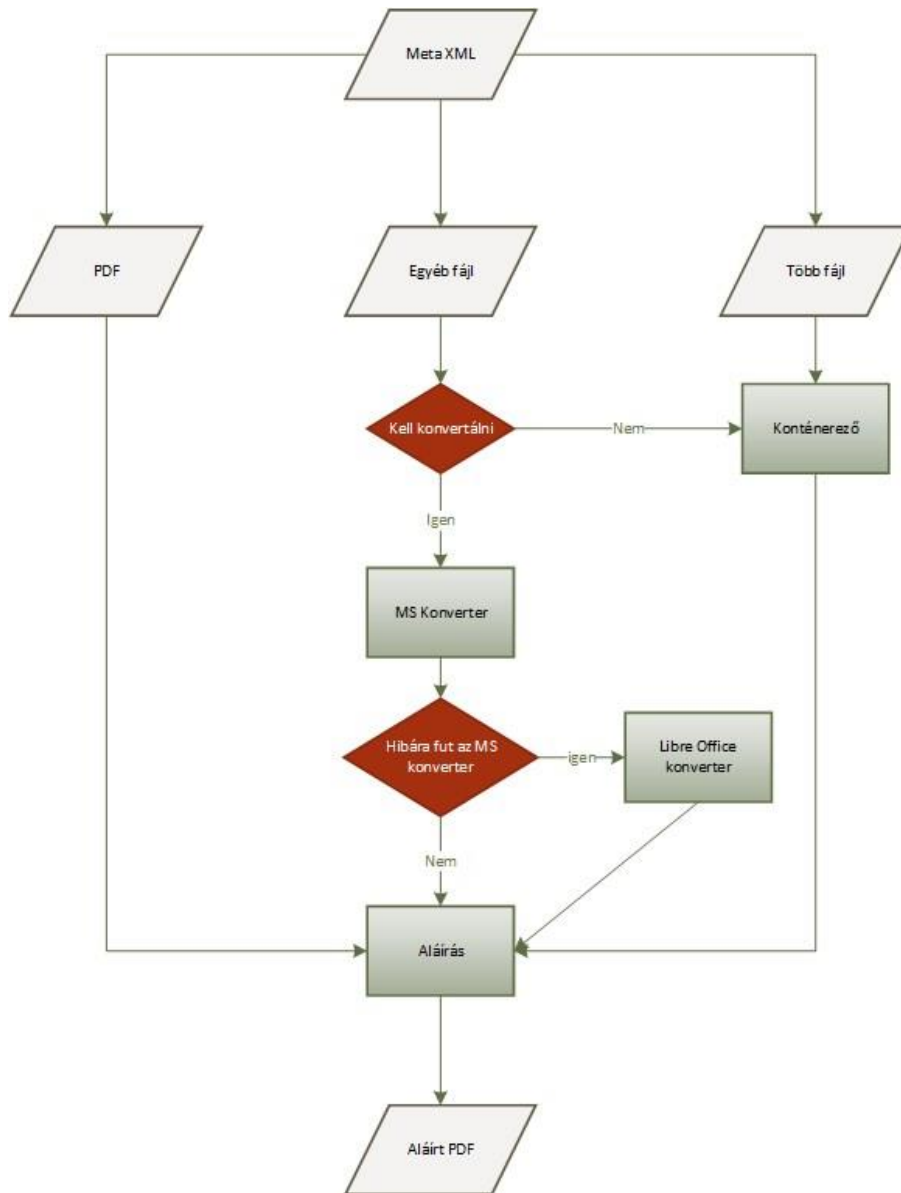 Meta XML
PDF
Egyéb fájl
Több fájl
Kell konvertálni
Nem
Konténerező
Igen
MS Konverter
Hibára fut az MS
konverter
igen
Libre Office
konverter
Nem
Aláírás
Aláírt PDF